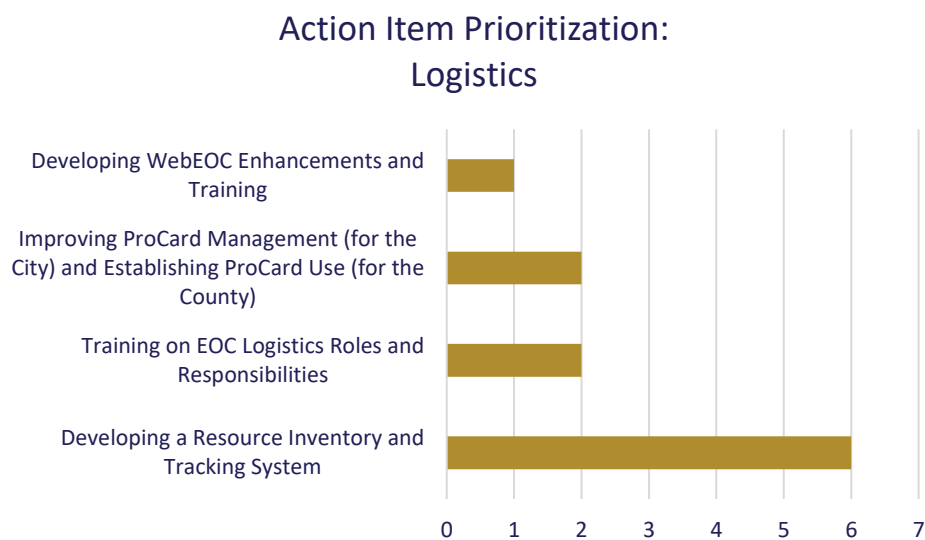 Action Item Prioritization:
Logistics
Developing WebEOC Enhancements and
Training
Improving ProCard Management (for the
City) and Establishing ProCard Use (for the
County)
Training on EOC Logistics Roles and
Responsibilities
Developing a Resource Inventory and
Tracking System
0 1 2 3 4 5 6 7